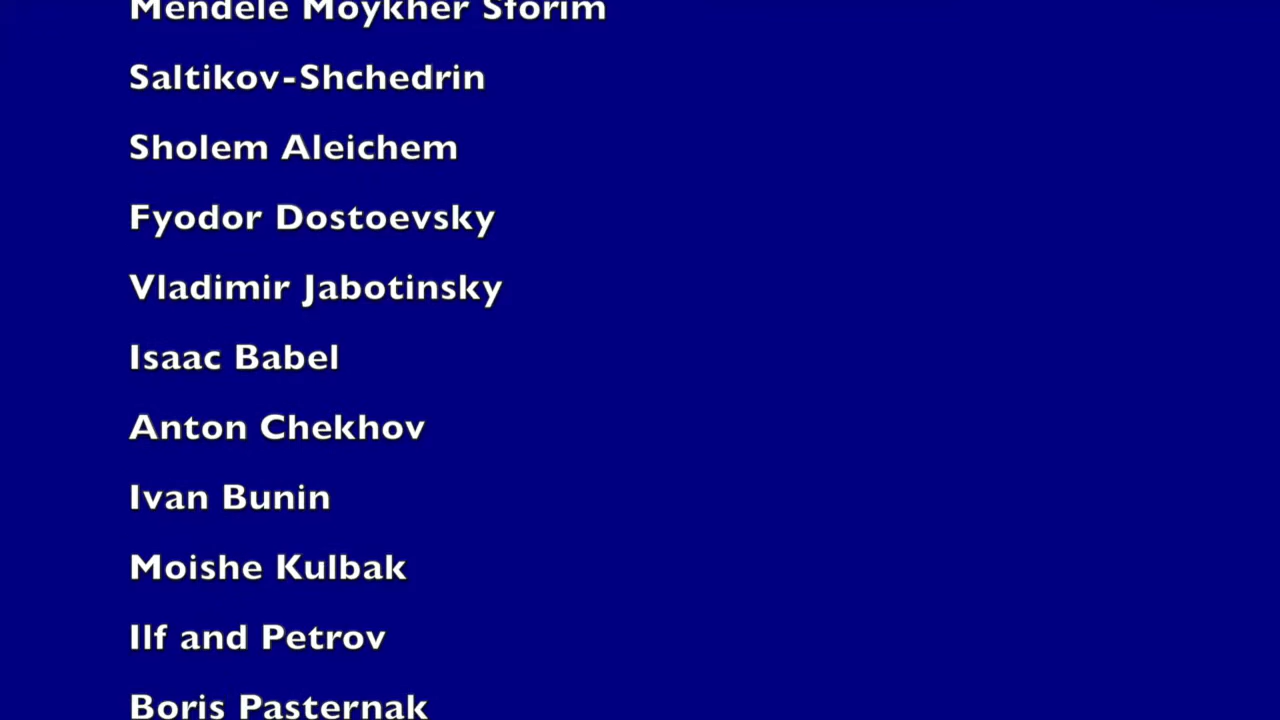 Mendele Moykher Sforim
Saltikov-Shchedrin
Sholem Aleichem
Fyodor Dostoevsky
Vladimir Jabotinsky
Isaac Babel
Anton Chekhov
Ivan Bunin
Moishe Kulbak
Ilf and Petrov
Boris Pasternak